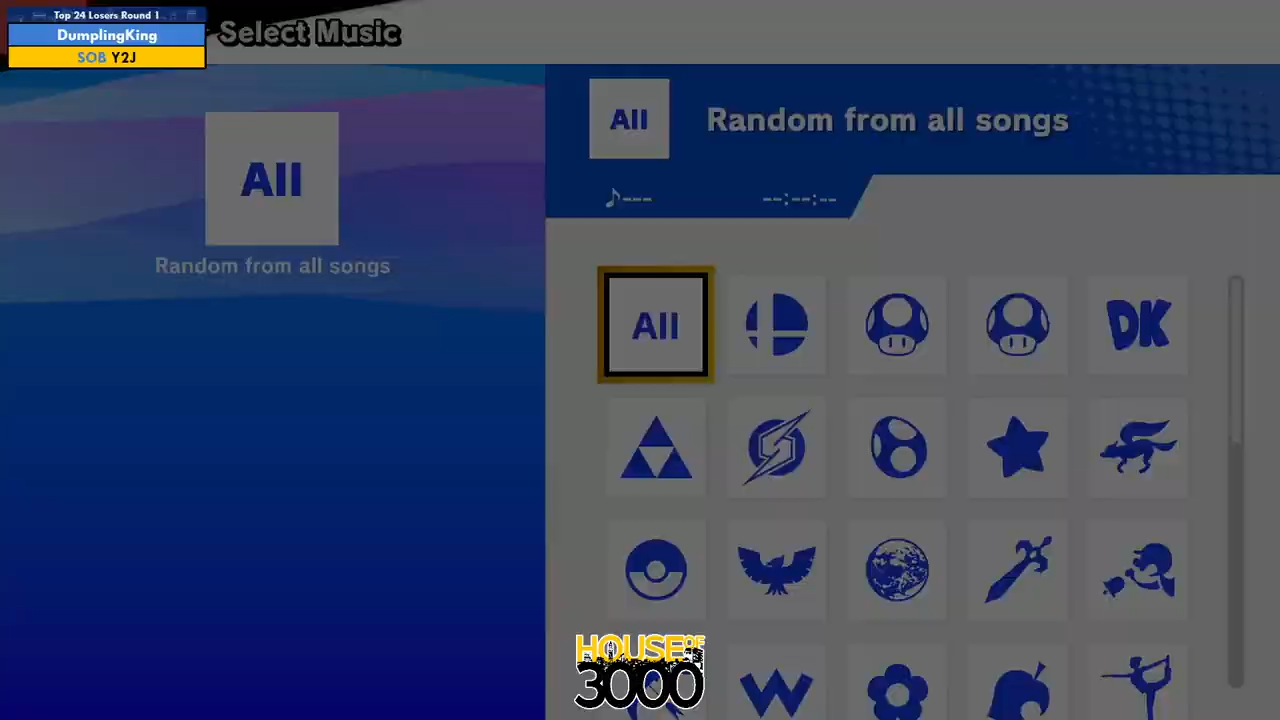 Top 24 Losers Round 1
DumplingKing
SOB Y2J
Select Music
All
Random from all songs
All
Random from all songs
♪---
--:--:--
All
DK
HOUSE OF
3000